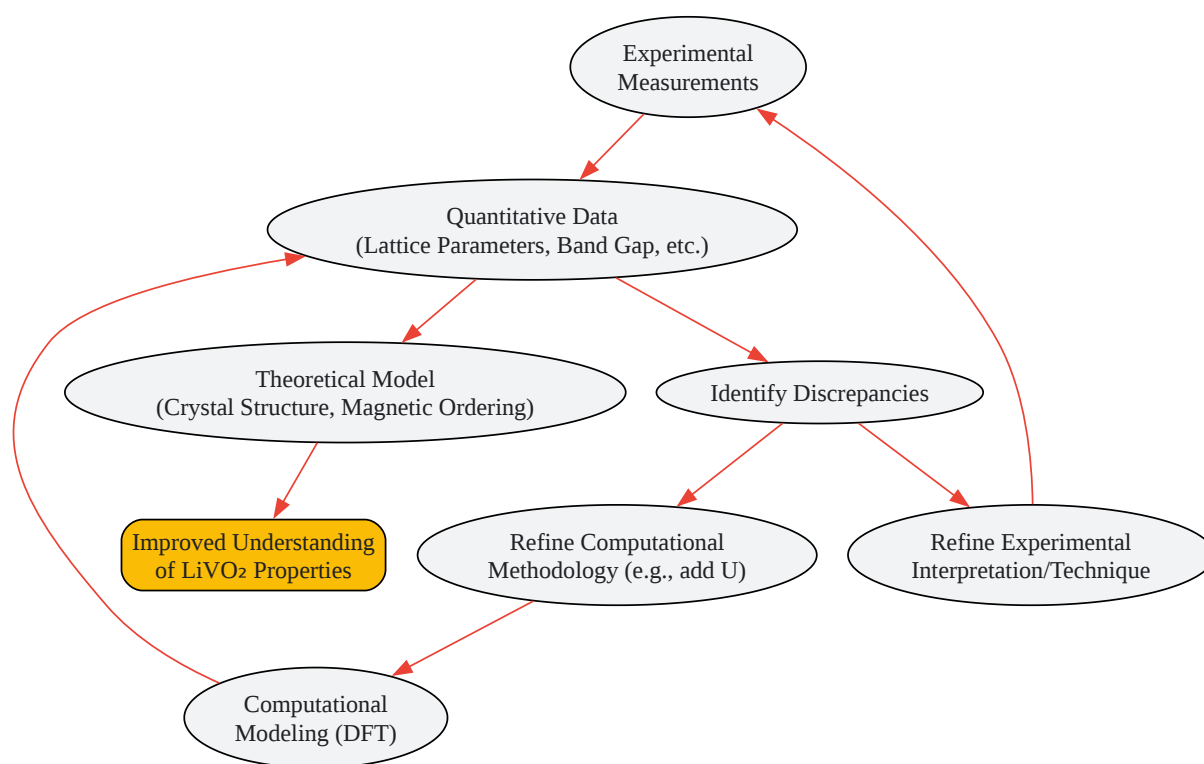 Experimental
Measurements
Quantitative Data
(Lattice Parameters, Band Gap, etc.)
Theoretical Model
(Crystal Structure, Magnetic Ordering)
Identify Discrepancies
Improved Understanding
of LiVO₂ Properties
Refine Computational
Methodology (e.g., add U)
Refine Experimental
Interpretation/Technique
Computational
Modeling (DFT)